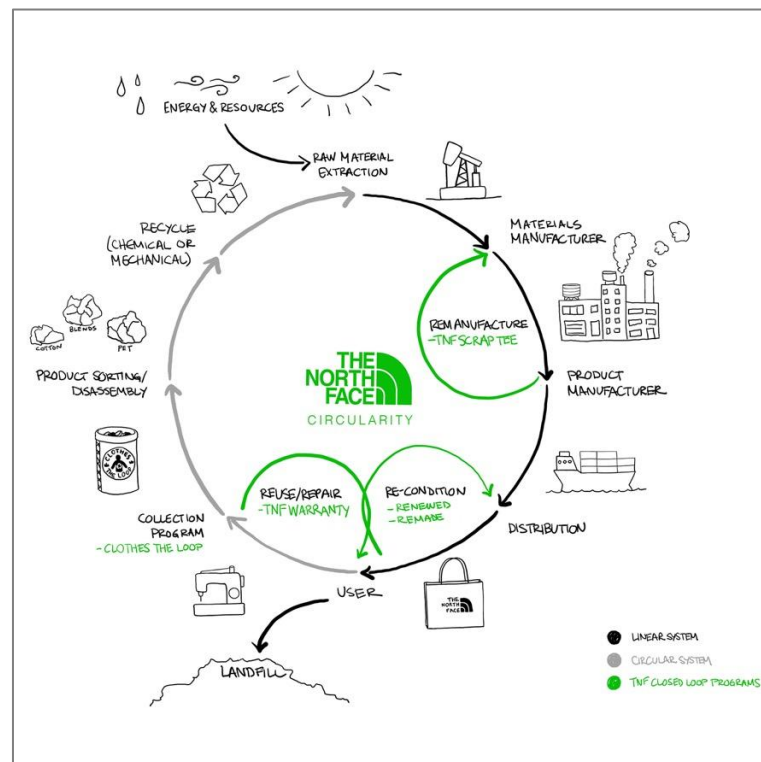 ENERGY & RESOURCES
RAW MATERIAL
EXTRACTION
MATERIALS
MANUFACTURER
REMANUFACTURE
-TNF SCRAP TEE
PRODUCT
MANUFACTURER
DISTRIBUTION
RE-CONDITION
-RENEWED
-REMADE
THE
NORTH
FACE
USER
LANDFILL
REUSE/REPAIR
-TNF WARRANTY
COLLECTION
PROGRAM
-CLOTHES THE LOOP
CLOTHES
THE LOOP
PRODUCT SORTING/
DISASSEMBLY
COTTON
BLENDS
PET
RECYCLE
(CHEMICAL OR
MECHANICAL)
THE
NORTH
FACE
CIRCULARITY
LINEAR SYSTEM
CIRCULAR SYSTEM
TNF CLOSED LOOP PROGRAMS